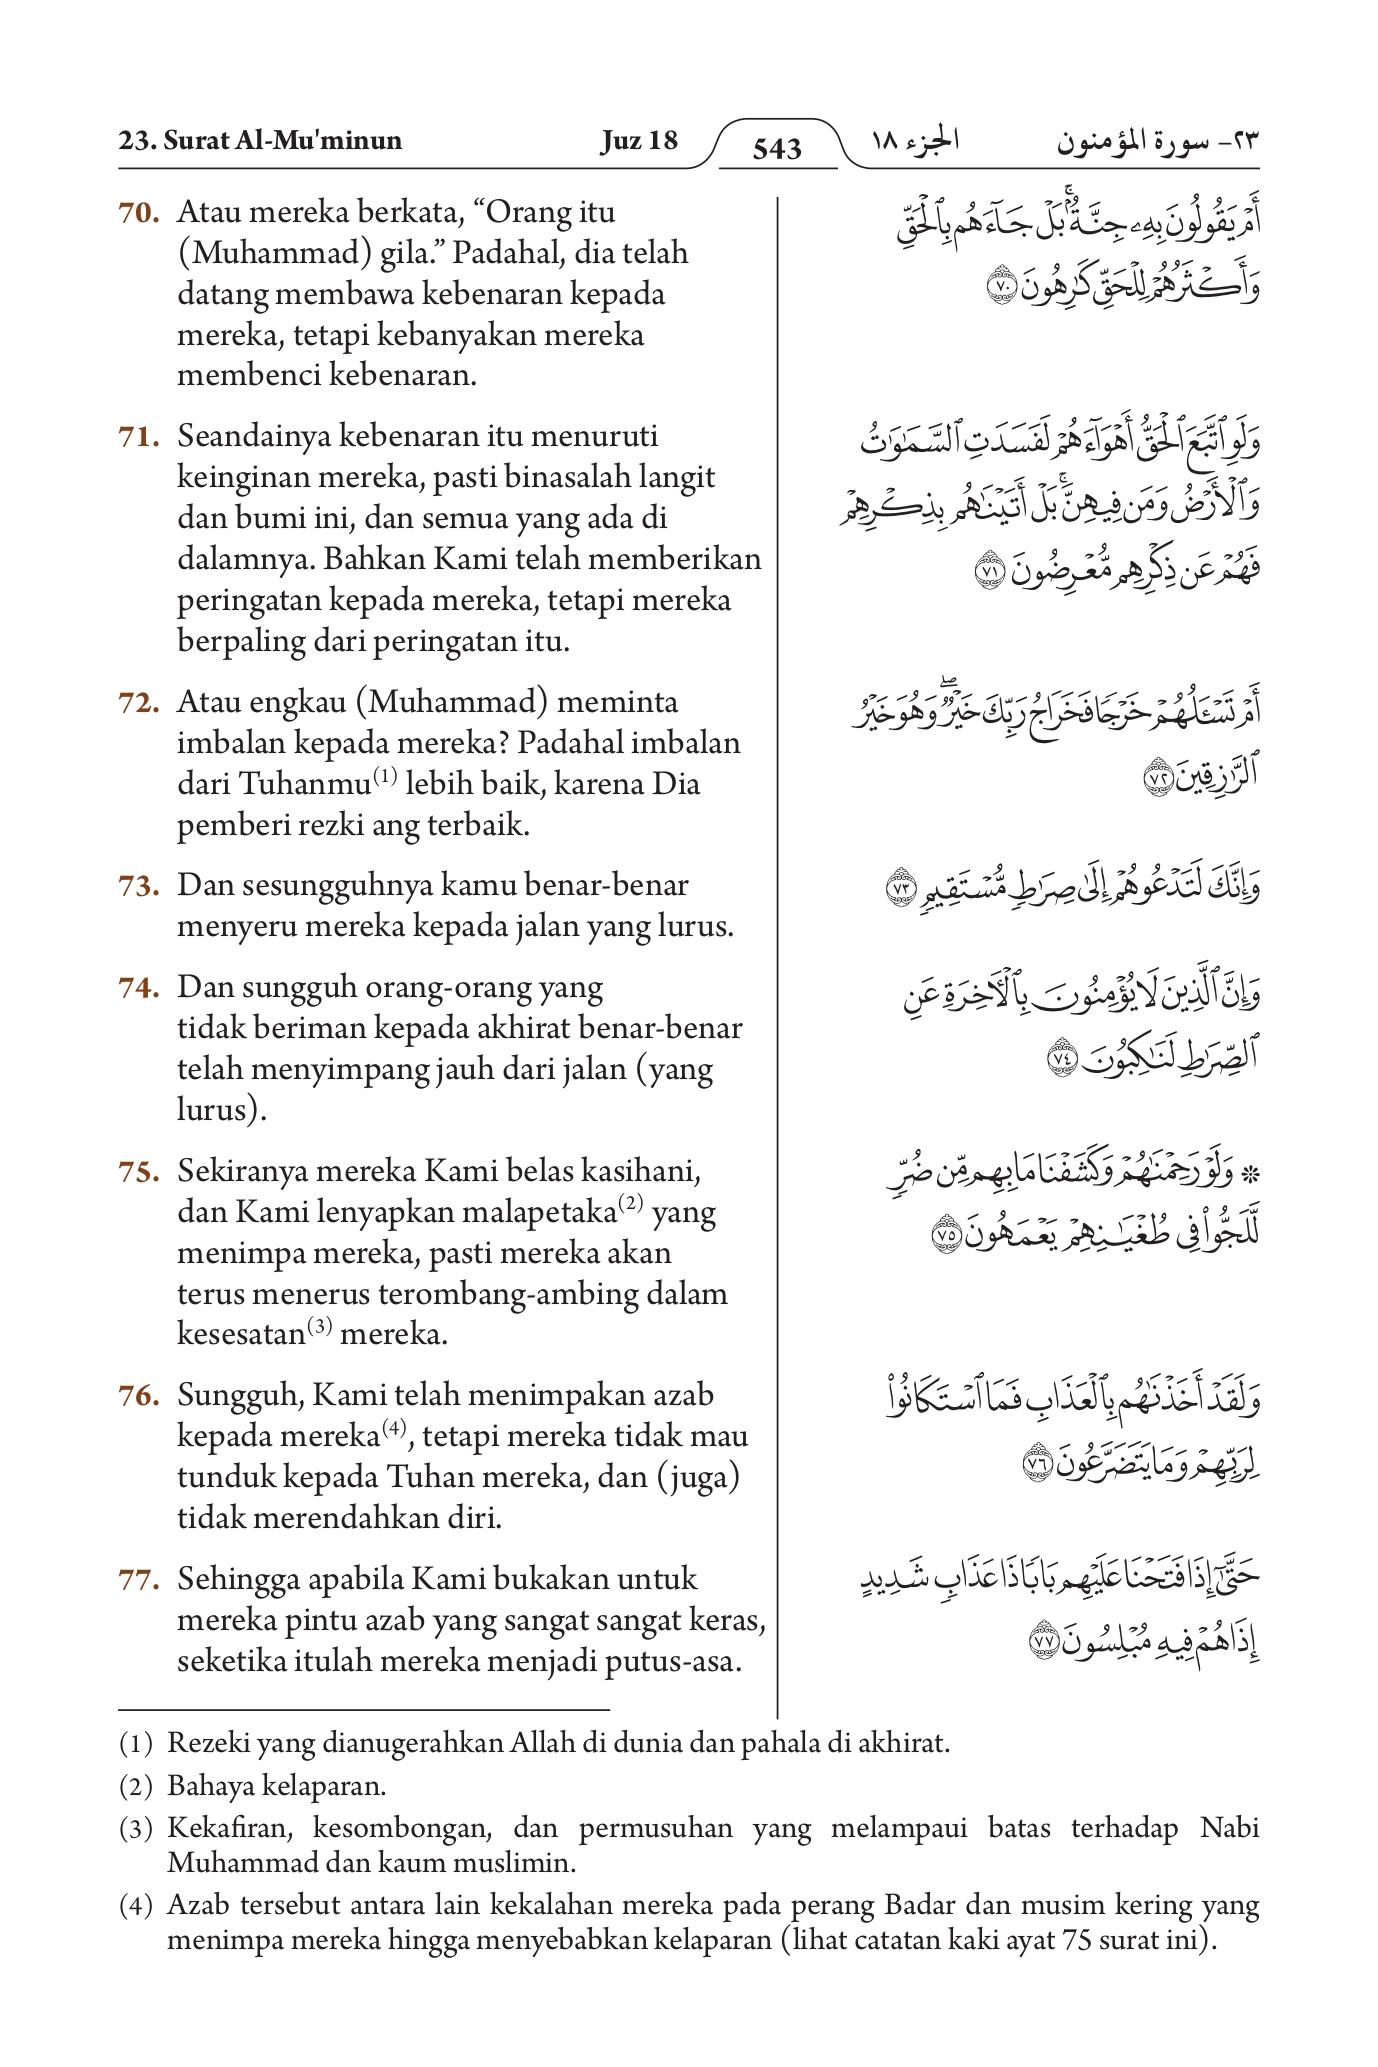 23. Surat Al-Mu'minun
Juz 18
543
الجزء ١٨
٢٣- سورة المؤمنون
70. Atau mereka berkata, “Orang itu
(Muhammad) gila.” Padahal, dia telah
datang membawa kebenaran kepada
mereka, tetapi kebanyakan mereka
membenci kebenaran.
71. Seandainya kebenaran itu menuruti
keinginan mereka, pasti binasalah langit
dan bumi ini, dan semua yang ada di
dalamnya. Bahkan Kami telah memberikan
peringatan kepada mereka, tetapi mereka
berpaling dari peringatan itu.
72. Atau engkau (Muhammad) meminta
imbalan kepada mereka? Padahal imbalan
dari Tuhanmu(1) lebih baik, karena Dia
pemberi rezki ang terbaik.
73. Dan sesungguhnya kamu benar-benar
menyeru mereka kepada jalan yang lurus.
74. Dan sungguh orang-orang yang
tidak beriman kepada akhirat benar-benar
telah menyimpang jauh dari jalan (yang
lurus).
75. Sekiranya mereka Kami belas kasihani,
dan Kami lenyapkan malapetaka(2) yang
menimpa mereka, pasti mereka akan
terus menerus terombang-ambing dalam
kesesatan(3) mereka.
76. Sungguh, Kami telah menimpakan azab
kepada mereka(4), tetapi mereka tidak mau
tunduk kepada Tuhan mereka, dan (juga)
tidak merendahkan diri.
77. Sehingga apabila Kami bukakan untuk
mereka pintu azab yang sangat sangat keras,
seketika itulah mereka menjadi putus-asa.
أَمۡ يَقُولُونَ بِهِۦ جِنَّةُۢۚ بَلۡ جَآءَهُم بِٱلۡحَقِّ
وَأَكۡثَرُهُمۡ لِلۡحَقِّ كَٰرِهُونَ ٧٠
وَلَوِ ٱتَّبَعَ ٱلۡحَقُّ أَهۡوَآءَهُمۡ لَفَسَدَتِ ٱلسَّمَٰوَٰتُ
وَٱلۡأَرۡضُ وَمَن فِيهِنَّۚ بَلۡ أَتَيۡنَٰهُم بِذِكۡرِهِمۡ
فَهُمۡ عَن ذِكۡرِهِم مُّعۡرِضُونَ ٧١
أَمۡ تَسۡـَٔلُهُمۡ خَرۡجٗا فَخَرَاجُ رَبِّكَ خَيۡرٞۖ وَهُوَ خَيۡرُ
ٱلرَّٰزِقِينَ ٧٢
وَإِنَّكَ لَتَدۡعُوهُمۡ إِلَىٰ صِرَٰطٖ مُّسۡتَقِيمٖ ٧٣
وَإِنَّ ٱلَّذِينَ لَا يُؤۡمِنُونَ بِٱلۡأٓخِرَةِ عَنِ
ٱلصِّرَٰطِ لَنَٰكِبُونَ ٧٤
۞ وَلَوۡ رَحِمۡنَٰهُمۡ وَكَشَفۡنَا مَا بِهِم مِّن ضُرّٖ
لَّلَجُّواْ فِي طُغۡيَٰنِهِمۡ يَعۡمَهُونَ ٧٥
وَلَقَدۡ أَخَذۡنَٰهُم بِٱلۡعَذَابِ فَمَا ٱسۡتَكَانُواْ
لِرَبِّهِمۡ وَمَا يَتَضَرَّعُونَ ٧٦
حَتَّىٰٓ إِذَا فَتَحۡنَا عَلَيۡهِم بَابٗا ذَا عَذَابٖ شَدِيدٍ
إِذَا هُمۡ فِيهِ مُبۡلِسُونَ ٧٧
(1) Rezeki yang dianugerahkan Allah di dunia dan pahala di akhirat.
(2) Bahaya kelaparan.
(3) Kekafiran, kesombongan, dan permusuhan yang melampaui batas terhadap Nabi
Muhammad dan kaum muslimin.
(4) Azab tersebut antara lain kekalahan mereka pada perang Badar dan musim kering yang
menimpa mereka hingga menyebabkan kelaparan (lihat catatan kaki ayat 75 surat ini).